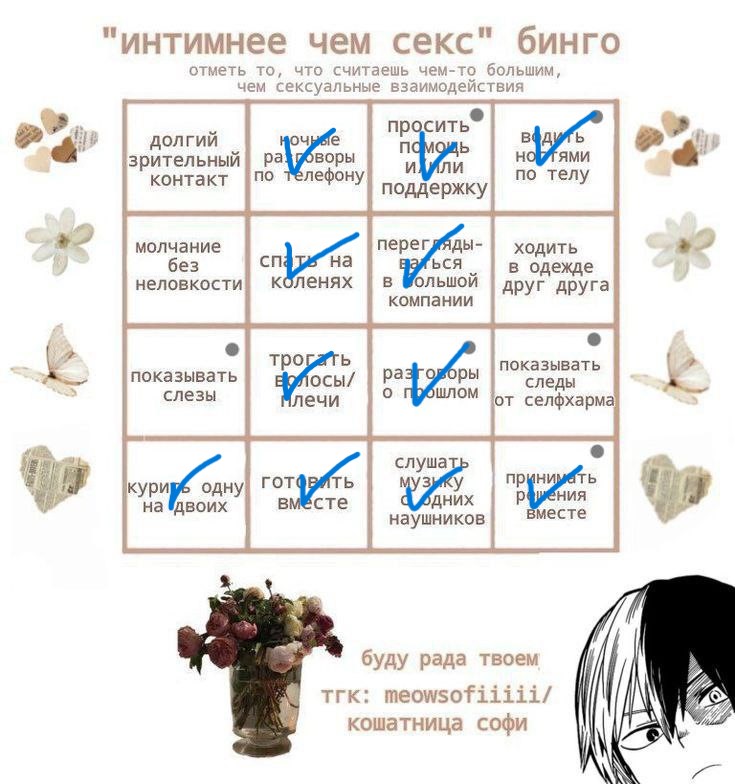 "интимнее чем секс" бинго
отметь то, что считаешь чем-то большим,
чем сексуальные взаимодействия
долгий
зрительный
контакт
ночные
разговоры
по телефону
просить
помощь
и/или
поддержку
водить
ногтями
по телу
молчание
без
неловкости
спать на
коленях
перегляды-
ваться
в большой
компании
ходить
в одежде
друг друга
показывать
слезы
трогать
волосы/
плечи
разговоры
о прошлом
показывать
следы
от селфхарма
курить одну
на двоих
готовить
вместе
слушать
музыку
с одних
наушников
принимать
решения
вместе
буду рада твоем
тгк: meowsofiiiii/
кошатница софи